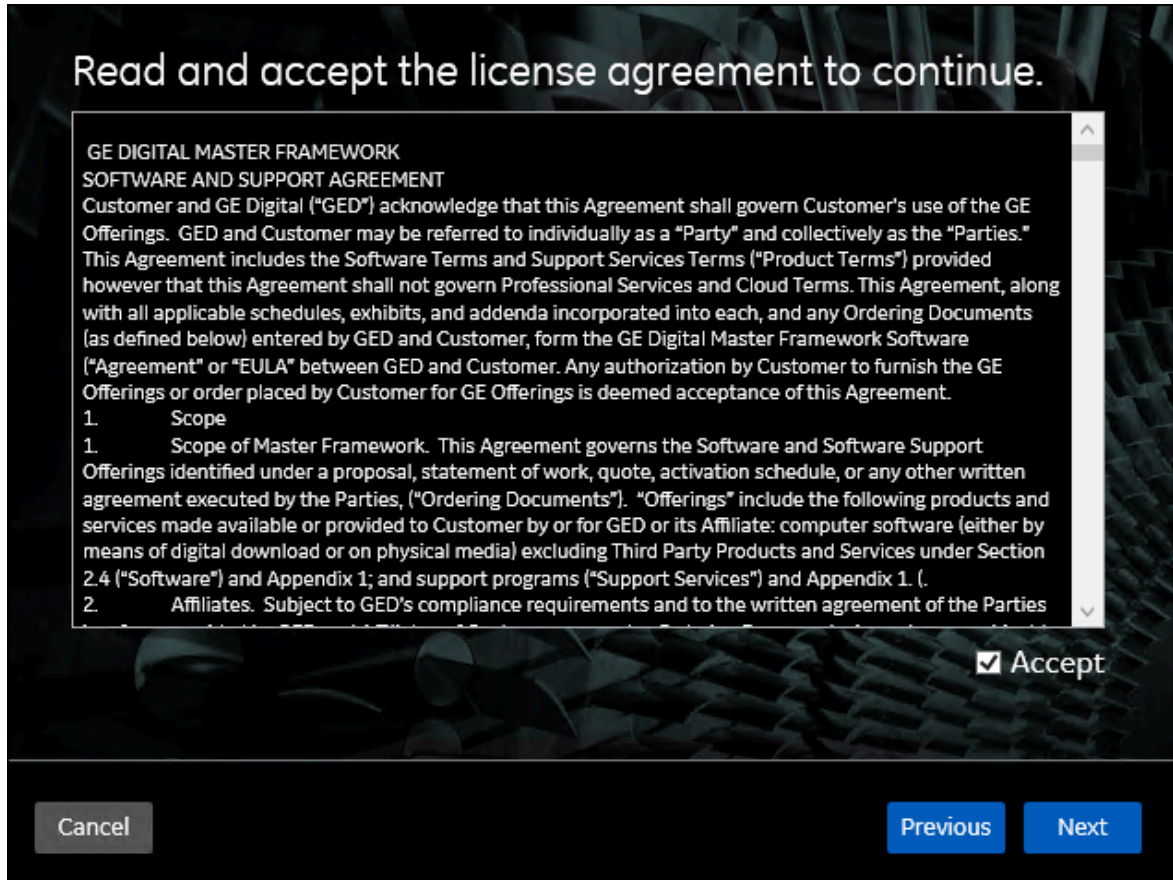 Read and accept the license agreement to continue.
GE DIGITAL MASTER FRAMEWORK
SOFTWARE AND SUPPORT AGREEMENT
Customer and GE Digital (“GED”) acknowledge that this Agreement shall govern Customer's use of the GE
Offerings.  GED and Customer may be referred to individually as a “Party” and collectively as the “Parties.”
This Agreement includes the Software Terms and Support Services Terms (“Product Terms”) provided
however that this Agreement shall not govern Professional Services and Cloud Terms. This Agreement, along
with all applicable schedules, exhibits, and addenda incorporated into each, and any Ordering Documents
(as defined below) entered by GED and Customer, form the GE Digital Master Framework Software
(“Agreement” or “EULA” between GED and Customer. Any authorization by Customer to furnish the GE
Offerings or order placed by Customer for GE Offerings is deemed acceptance of this Agreement.
1. Scope
1. Scope of Master Framework.  This Agreement governs the Software and Software Support
Offerings identified under a proposal, statement of work, quote, activation schedule, or any other written
agreement executed by the Parties, (“Ordering Documents”).  “Offerings” include the following products and
services made available or provided to Customer by or for GED or its Affiliate: computer software (either by
means of digital download or on physical media) excluding Third Party Products and Services under Section
2.4 (“Software”) and Appendix 1; and support programs (“Support Services”) and Appendix 1. (.
2. Affiliates.  Subject to GED’s compliance requirements and to the written agreement of the Parties
Accept
Cancel
Previous
Next